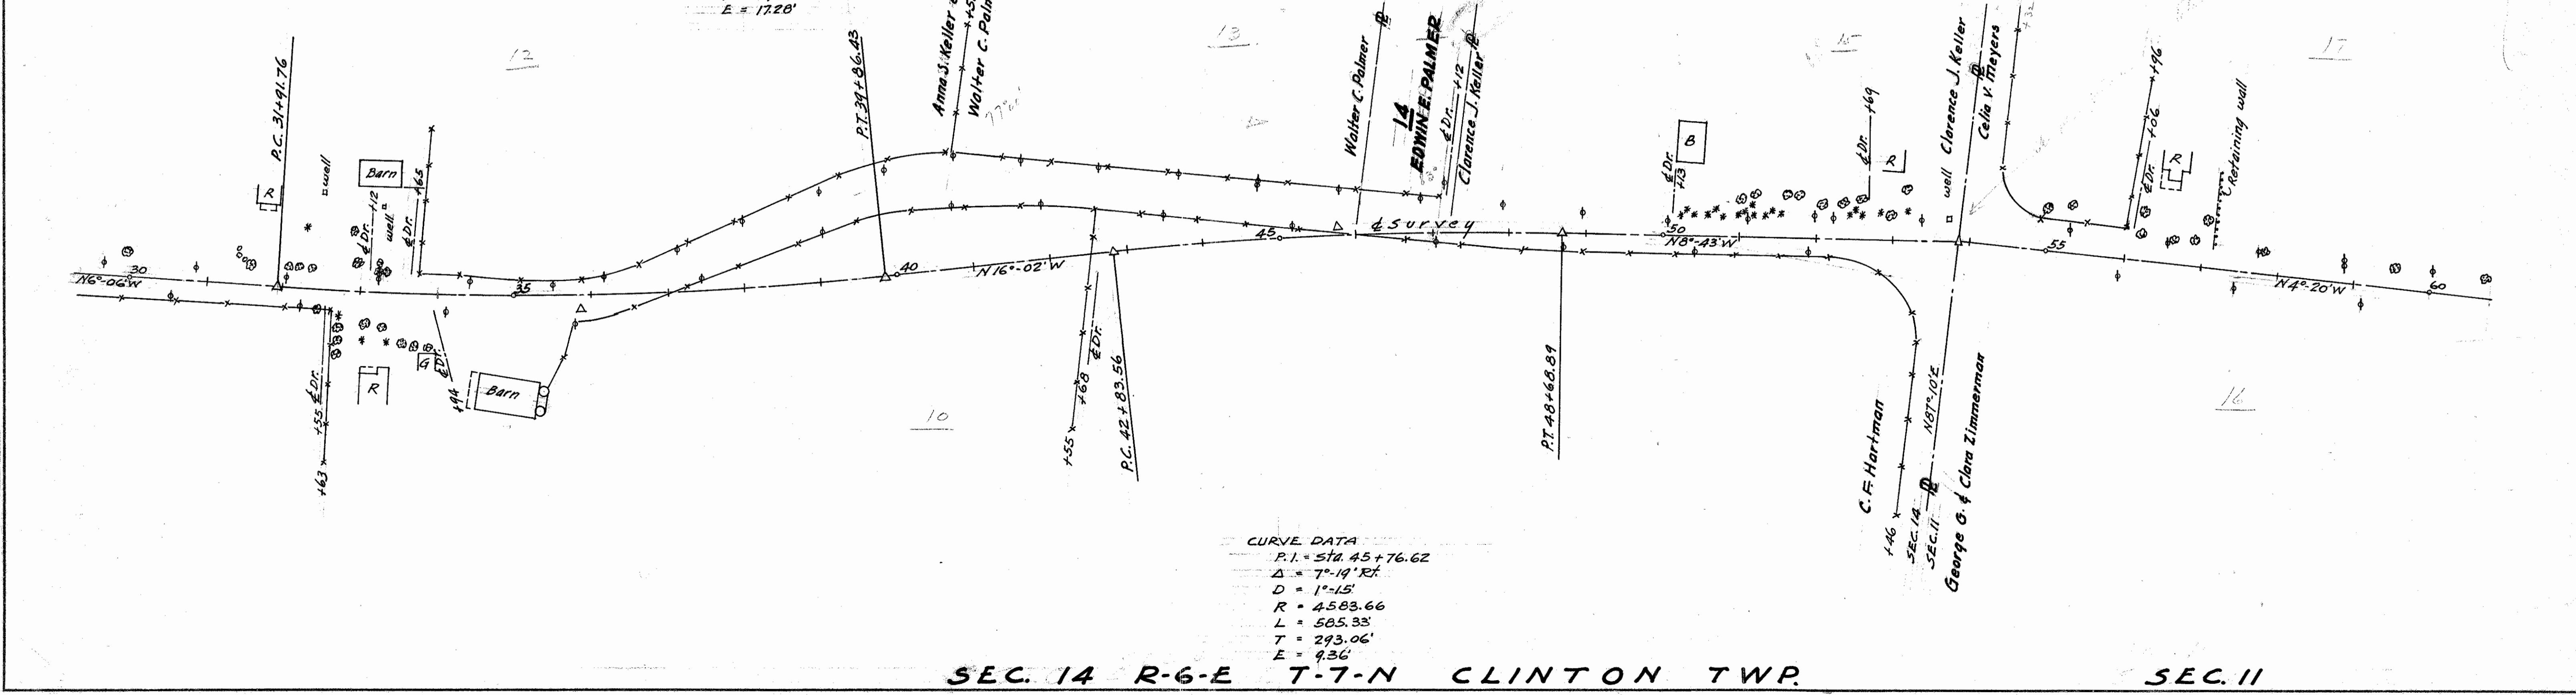 E = 17.28'
12
13
15
17
P.C. 31+91.76
P.T. 39+86.43
Anna S. Keller
Walter C. Palm
77°
Walter C. Palmer
14
EDWIN E. PALMER
℄ Dr. +12
Clarence J. Keller
℄ Dr. +69
Clarence J. Keller
Celia V. Meyers
+32
+96
℄ Dr. +06
Retaining wall
R
well
Barn
℄ Dr. +12
well
℄ Dr. +65
℄ Dr. +13
B
R
well
R
N6°-06'W
30
35
40
N16°-02'W
45
℄ Survey
50
N8°-43'W
55
N4°-20'W
60
℄ Dr.
+55
+63
R
G
℄ Dr.
+94
Barn
10
℄ Dr.
+68
+55
P.C. 42+83.56
P.T. 48+68.89
C. F. Hartman
+46
SEC. 14
SEC. 11
N87°-10'E
George G. & Clara Zimmerman
16
CURVE DATA
P.I. = Sta. 45+76.62
Δ = 7°-19' Rt.
D = 1°-15'
R = 4583.66
L = 585.33'
T = 293.06'
E = 9.36'
SEC. 14 R-6-E T-7-N CLINTON TWP.
SEC. 11